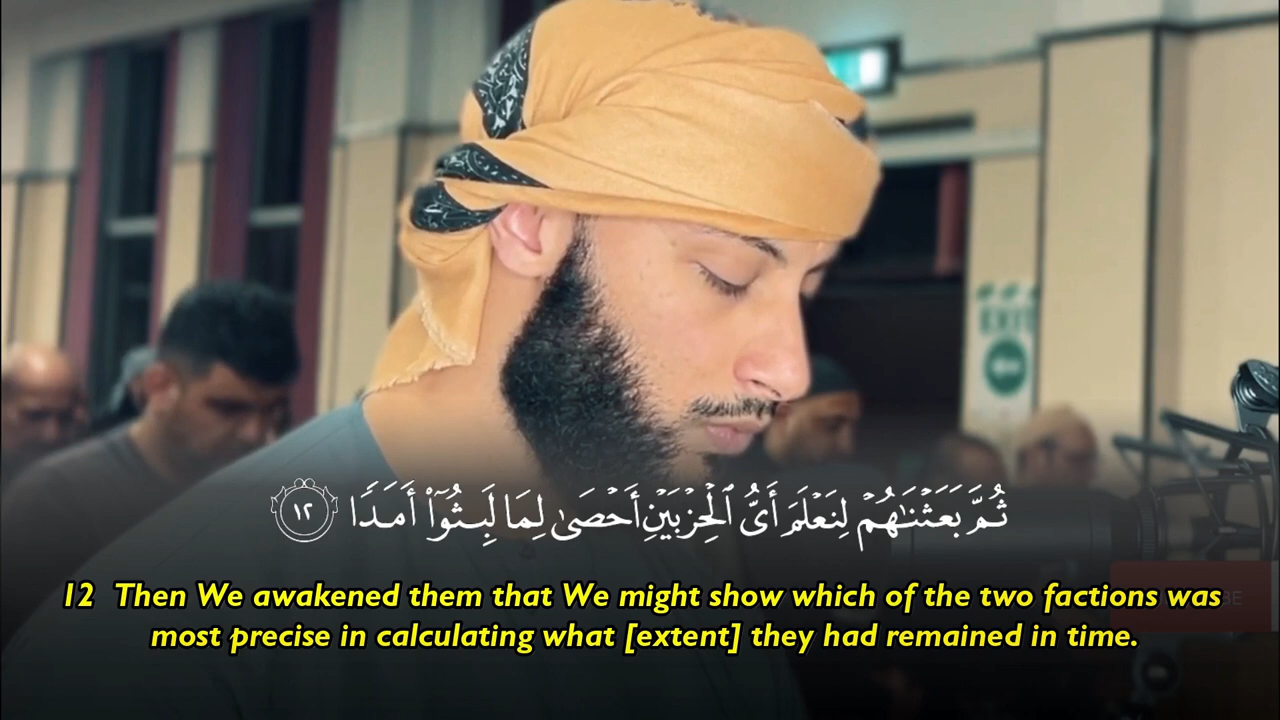 EXIT
ثُمَّ بَعَثْنَـٰهُمْ لِنَعْلَمَ أَىُّ ٱلْحِزْبَيْنِ أَحْصَىٰ لِمَا لَبِثُوٓا۟ أَمَدًا ١٢
12 Then We awakened them that We might show which of the two factions was
most precise in calculating what [extent] they had remained in time.